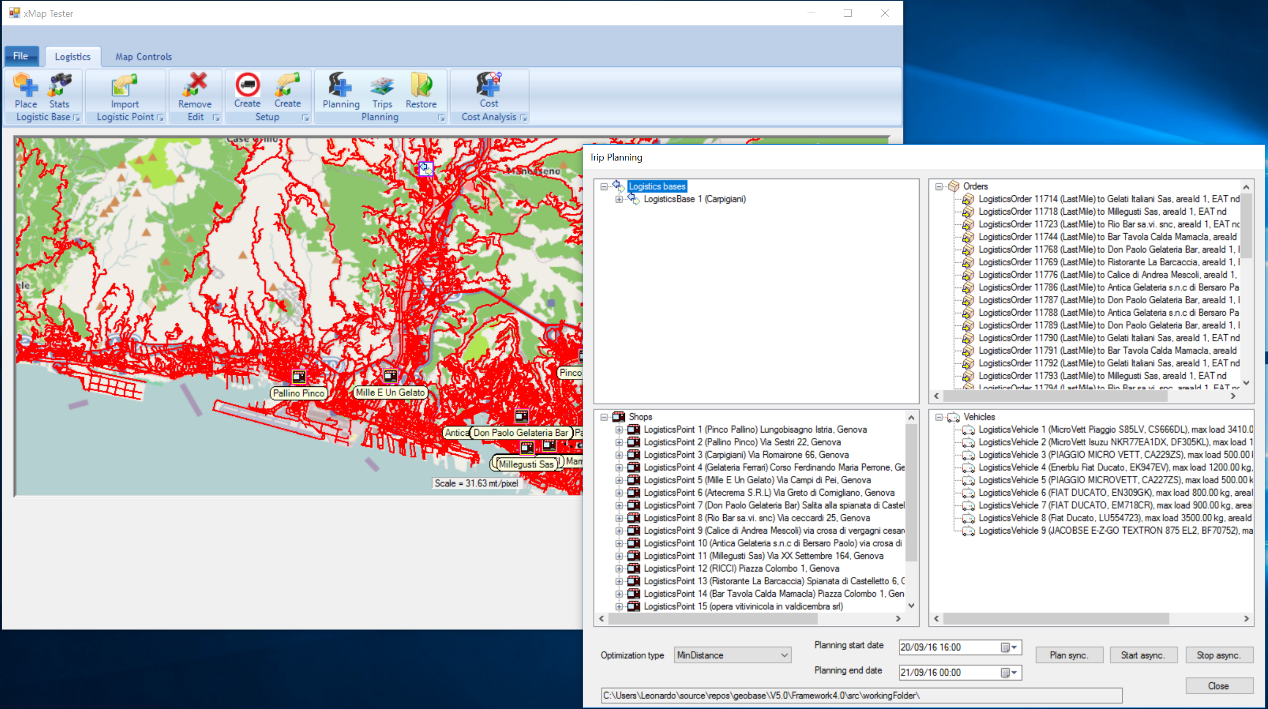 xMap Tester
File
Logistics
Map Controls
Place
Stats
Import
Remove
Create
Create
Planning
Trips
Restore
Cost
Logistic Base
Logistic Point
Edit
Setup
Planning
Cost Analysis
Pallino Pinco
Mille E Un Gelato
Pinco
Antica
Don Paolo Gelateria Bar
Millegusti Sas
Mam
Scale = 31.63 mt/pixel
Trip Planning
Logistics bases
LogisticsBase 1 (Carpigiani)
Orders
LogisticsOrder 11714 (LastMile) to Gelati Italiani Sas, areaId 1, EAT nd
LogisticsOrder 11718 (LastMile) to Millegusti Sas, areaId 1, EAT nd
LogisticsOrder 11723 (LastMile) to Rio Bar sa.vi. snc, areaId 1, EAT nd
LogisticsOrder 11744 (LastMile) to Bar Tavola Calda Mamacla, areaId
LogisticsOrder 11768 (LastMile) to Don Paolo Gelateria Bar, areaId 1,
LogisticsOrder 11769 (LastMile) to Ristorante La Barcaccia, areaId 1,
LogisticsOrder 11776 (LastMile) to Calice di Andrea Mescoli, areaId 1,
LogisticsOrder 11786 (LastMile) to Antica Gelateria s.n.c di Bersaro Pa
LogisticsOrder 11787 (LastMile) to Don Paolo Gelateria Bar, areaId 1,
LogisticsOrder 11788 (LastMile) to Antica Gelateria s.n.c di Bersaro Pa
LogisticsOrder 11789 (LastMile) to Don Paolo Gelateria Bar, areaId 1,
LogisticsOrder 11790 (LastMile) to Gelati Italiani Sas, areaId 1, EAT nd
LogisticsOrder 11791 (LastMile) to Bar Tavola Calda Mamacla, areaId
LogisticsOrder 11792 (LastMile) to Gelati Italiani Sas, areaId 1, EAT nd
LogisticsOrder 11793 (LastMile) to Millegusti Sas, areaId 1, EAT nd
LogisticsOrder 11794 (LastMile) to Rio Bar sa.vi. snc, areaId 1, EAT nc
Shops
LogisticsPoint 1 (Pinco Pallino) Lungobisagno Istria, Genova
LogisticsPoint 2 (Pallino Pinco) Via Sestri 22, Genova
LogisticsPoint 3 (Carpigiani) Via Romairone 66, Genova
LogisticsPoint 4 (Gelateria Ferrari) Corso Ferdinando Maria Perrone, Ge
LogisticsPoint 5 (Mille E Un Gelato) Via Campi di Pei, Genova
LogisticsPoint 6 (Artecrema S.R.L) Via Greto di Cornigliano, Genova
LogisticsPoint 7 (Don Paolo Gelateria Bar) Salita alla spianata di Castel
LogisticsPoint 8 (Rio Bar sa.vi. snc) Via ceccardi 25, Genova
LogisticsPoint 9 (Calice di Andrea Mescoli) via crosa di vergagni cesare
LogisticsPoint 10 (Antica Gelateria s.n.c di Bersaro Paolo) via crosa di
LogisticsPoint 11 (Millegusti Sas) Via XX Settembre 164, Genova
LogisticsPoint 12 (RICCI) Piazza Colombo 1, Genova
LogisticsPoint 13 (Ristorante La Barcaccia) Spianata di Castelletto 6, G
LogisticsPoint 14 (Bar Tavola Calda Mamacla) Piazza Colombo 1, Gen
LogisticsPoint 15 (opera vitivinicola in valdicembra srl)
Vehicles
LogisticsVehicle 1 (MicroVett Piaggio S85LV, CS666DL), max load 3410.0
LogisticsVehicle 2 (MicroVett Isuzu NKR77EA1DX, DF305KL), max load 1
LogisticsVehicle 3 (PIAGGIO MICRO VETT, CA229ZS), max load 500.00
LogisticsVehicle 4 (Enerblu Fiat Ducato, EK947EV), max load 1200.00 kg,
LogisticsVehicle 5 (PIAGGIO MICROVETT, CA227ZS), max load 500.00 k
LogisticsVehicle 6 (FIAT DUCATO, EN309GK), max load 800.00 kg, areaI
LogisticsVehicle 7 (FIAT DUCATO, EM718CR), max load 900.00 kg, areaI
LogisticsVehicle 8 (Fiat Ducato, LU554723), max load 3500.00 kg, areaId
LogisticsVehicle 9 (JACOBSE E-Z-GO TEXTRON 875 EL2, BF70752), ma
Optimization type
MinDistance
Planning start date
20/09/16 16:00
Planning end date
21/09/16 00:00
Plan sync.
Start async.
Stop async.
Close
C:\Users\Leonardo\source\repos\geobase\V5.0\Framework4.0\src\workingFolder\